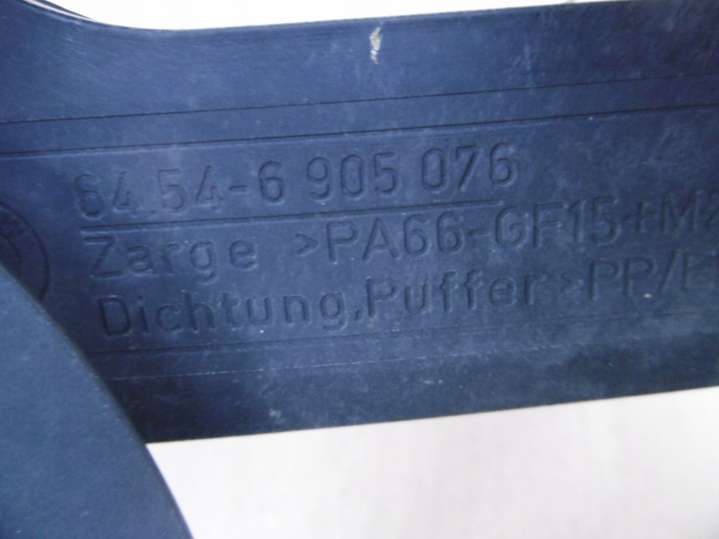 64.54-6 905 076
Zarge >PA66-GF15+M
Dichtung,Puffer >PP/E